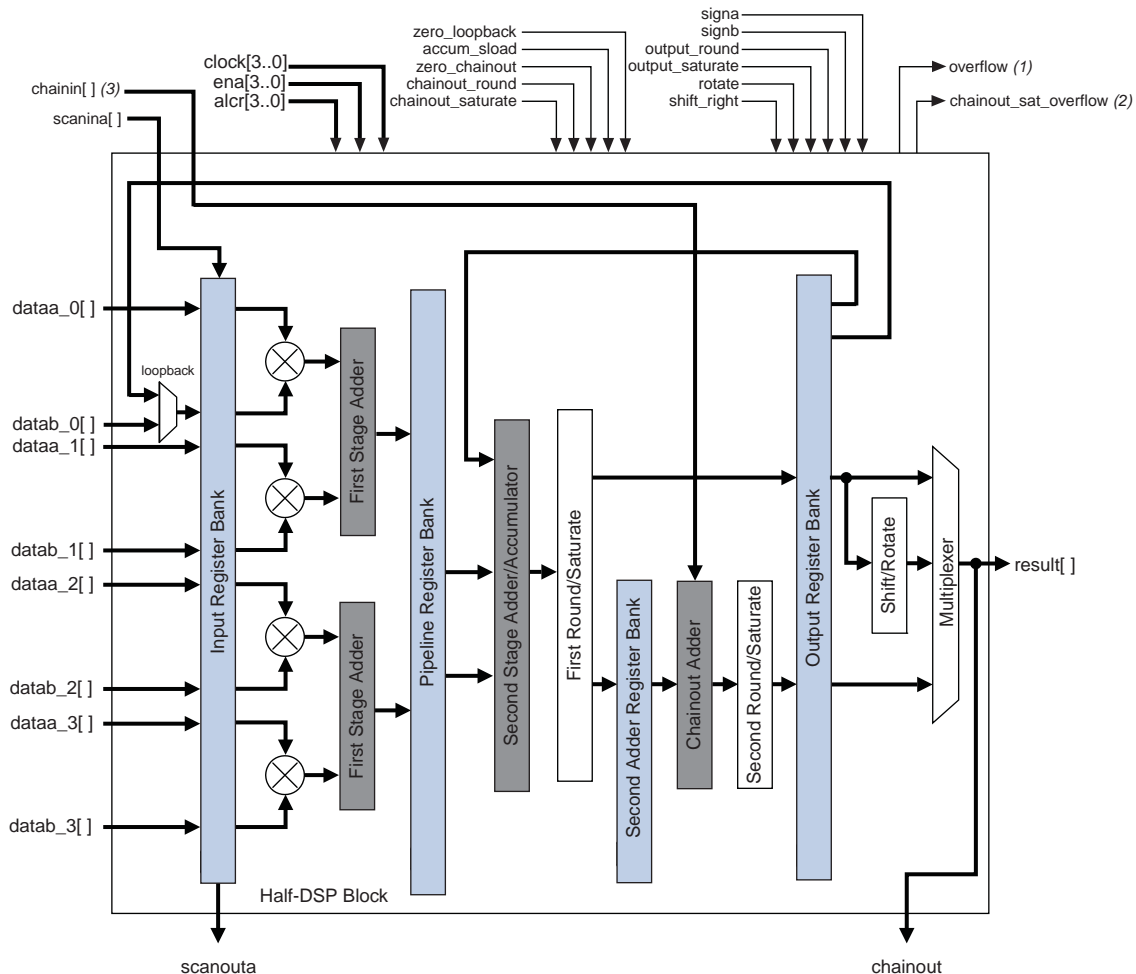 signa
zero_loopback
signb
accum_sload
output_round
clock[3..0]
zero_chainout
output_saturate
overflow (1)
ena[3..0]
chainin[ ] (3)
chainout_round
rotate
alcr[3..0]
chainout_saturate
shift_right
chainout_sat_overflow (2)
scanina[ ]
dataa_0[ ]
loopback
datab_0[ ]
dataa_1[ ]
datab_1[ ]
dataa_2[ ]
datab_2[ ]
dataa_3[ ]
datab_3[ ]
Input Register Bank
First Stage Adder
First Stage Adder
Pipeline Register Bank
Second Stage Adder/Accumulator
First Round/Saturate
Second Adder Register Bank
Chainout Adder
Second Round/Saturate
Output Register Bank
Shift/Rotate
Multiplexer
result[ ]
Half-DSP Block
scanouta
chainout